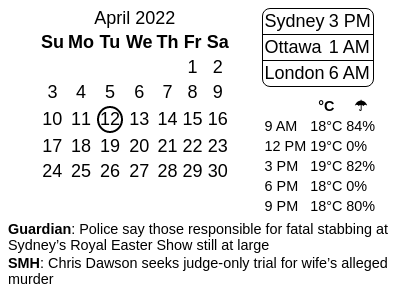 April 2022
Su Mo Tu We Th Fr Sa
1 2
3 4 5 6 7 8 9
10 11 12 13 14 15 16
17 18 19 20 21 22 23
24 25 26 27 28 29 30
Sydney 3 PM
Ottawa 1 AM
London 6 AM
°C ☂
9 AM 18°C 84%
12 PM 19°C 0%
3 PM 19°C 82%
6 PM 18°C 0%
9 PM 18°C 80%
Guardian: Police say those responsible for fatal stabbing at
Sydney's Royal Easter Show still at large
SMH: Chris Dawson seeks judge-only trial for wife's alleged
murder